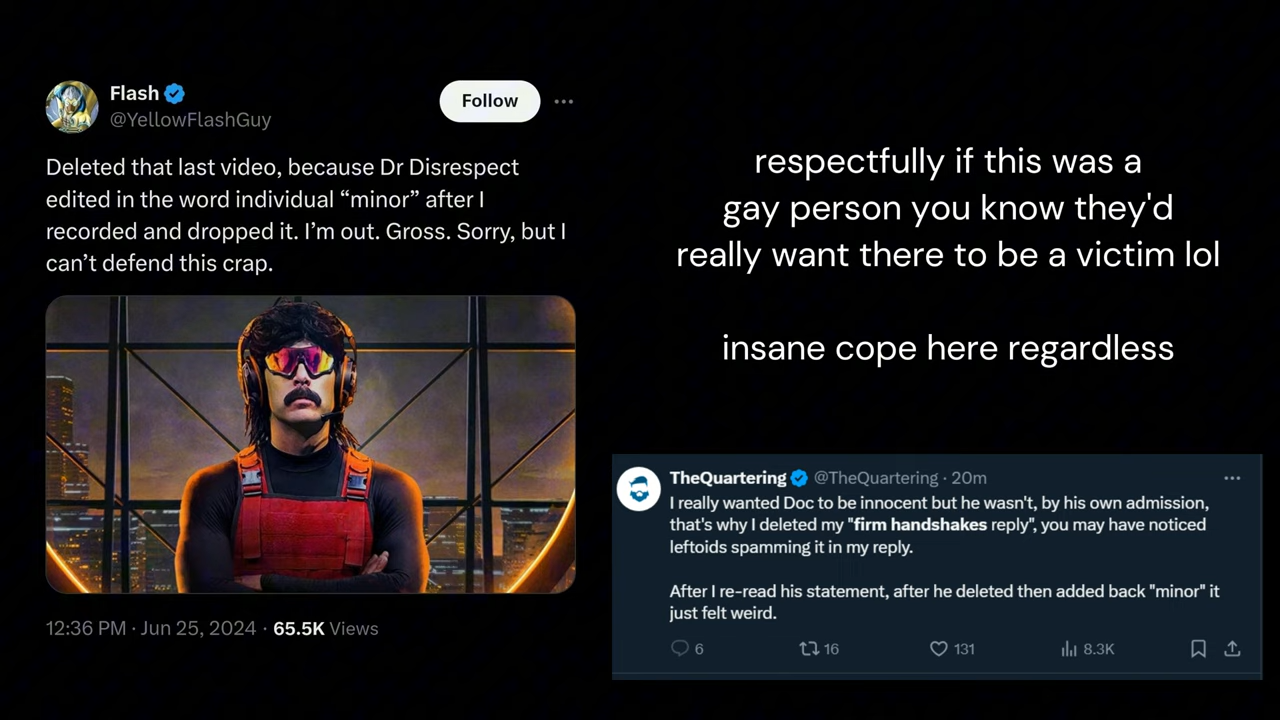 Flash
@YellowFlashGuy
Follow
Deleted that last video, because Dr Disrespect
edited in the word individual “minor” after I
recorded and dropped it. I’m out. Gross. Sorry, but I
can’t defend this crap.
12:36 PM · Jun 25, 2024 · 65.5K Views
respectfully if this was a
gay person you know they'd
really want there to be a victim lol
insane cope here regardless
TheQuartering @TheQuartering · 20m
I really wanted Doc to be innocent but he wasn't, by his own admission,
that's why I deleted my "firm handshakes reply", you may have noticed
leftoids spamming it in my reply.
After I re-read his statement, after he deleted then added back "minor" it
just felt weird.
6 16 131 8.3K